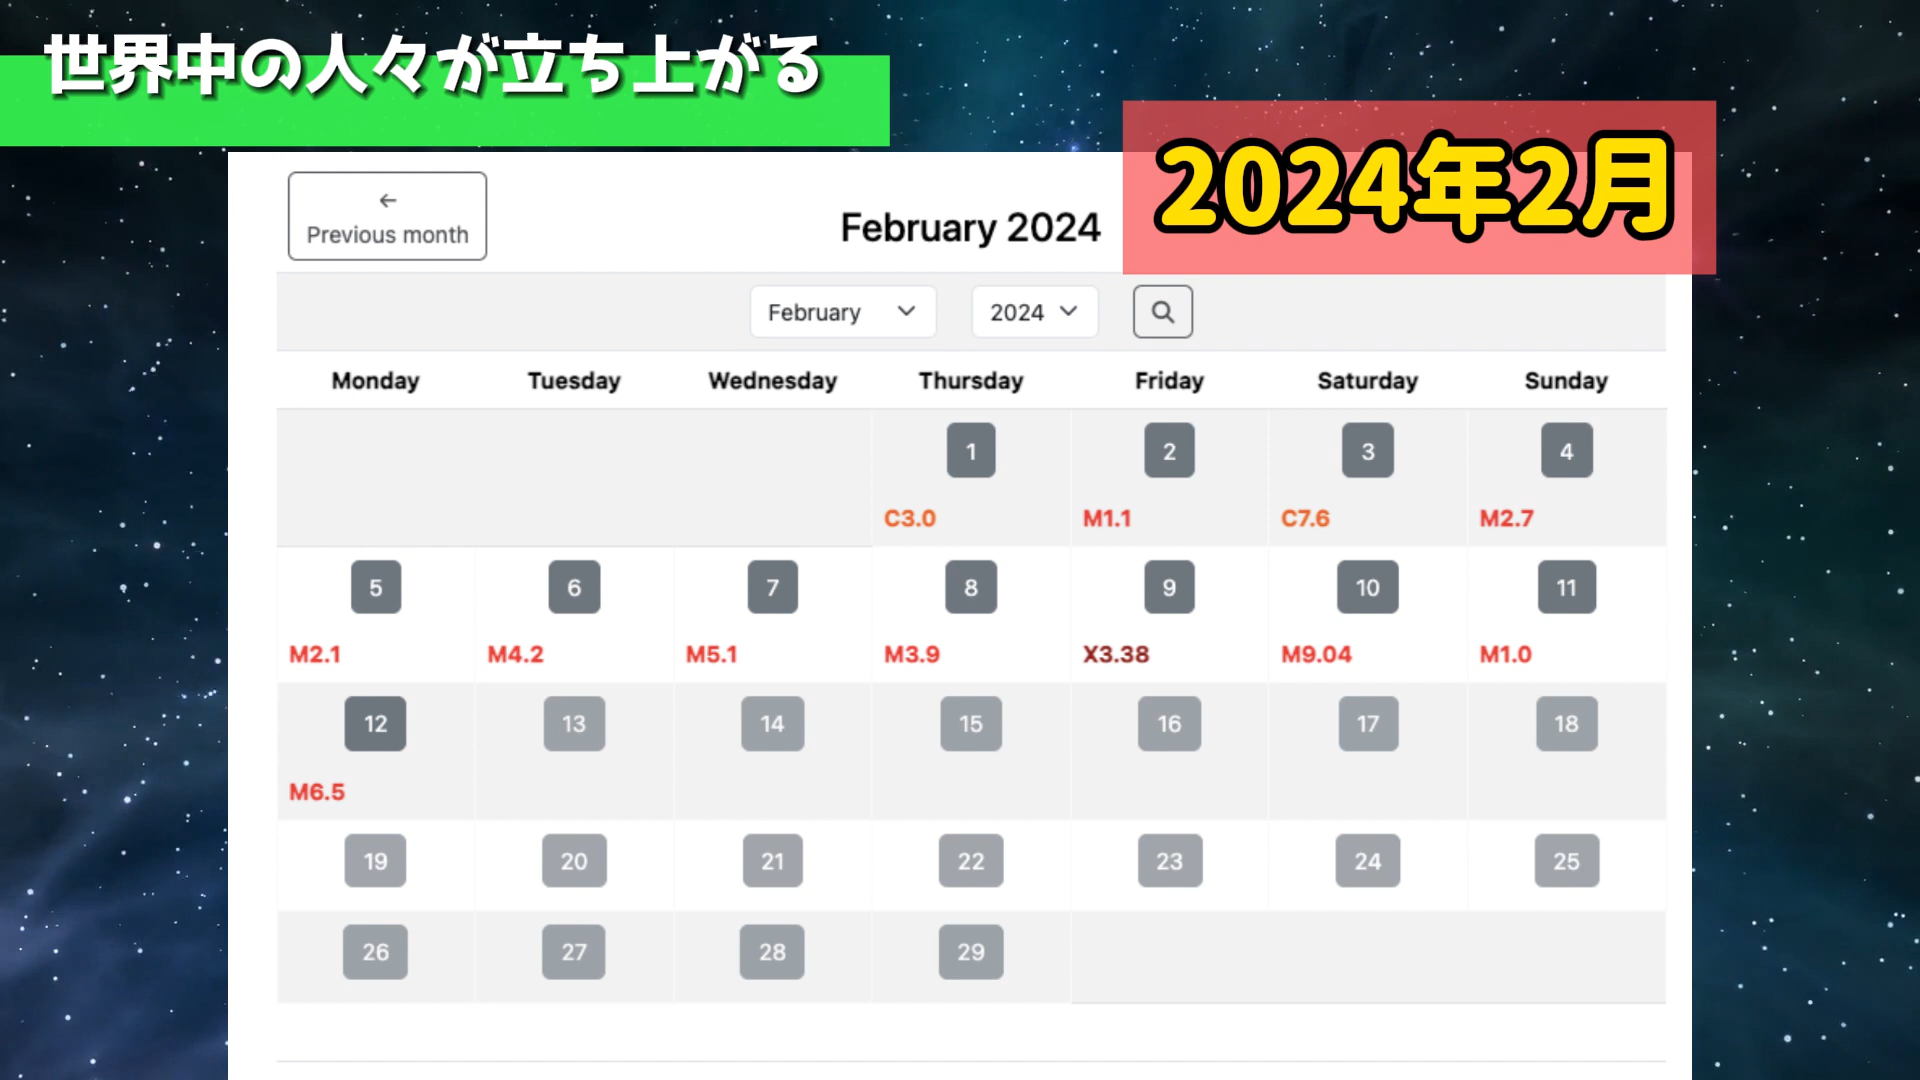 世界中の人々が立ち上がる
2024年2月
←
Previous month
February 2024
February 2024
Monday Tuesday Wednesday Thursday Friday Saturday Sunday
1 2 3 4
C3.0 M1.1 C7.6 M2.7
5 6 7 8 9 10 11
M2.1 M4.2 M5.1 M3.9 X3.38 M9.04 M1.0
12 13 14 15 16 17 18
M6.5
19 20 21 22 23 24 25
26 27 28 29